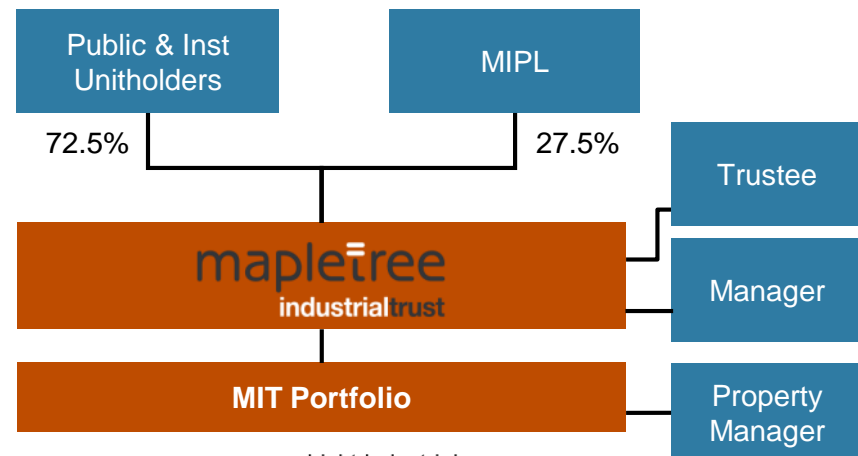 Public & Inst
Unitholders
MIPL
72.5%
27.5%
Trustee
mapletree
industrialtrust
Manager
MIT Portfolio
Property
Manager